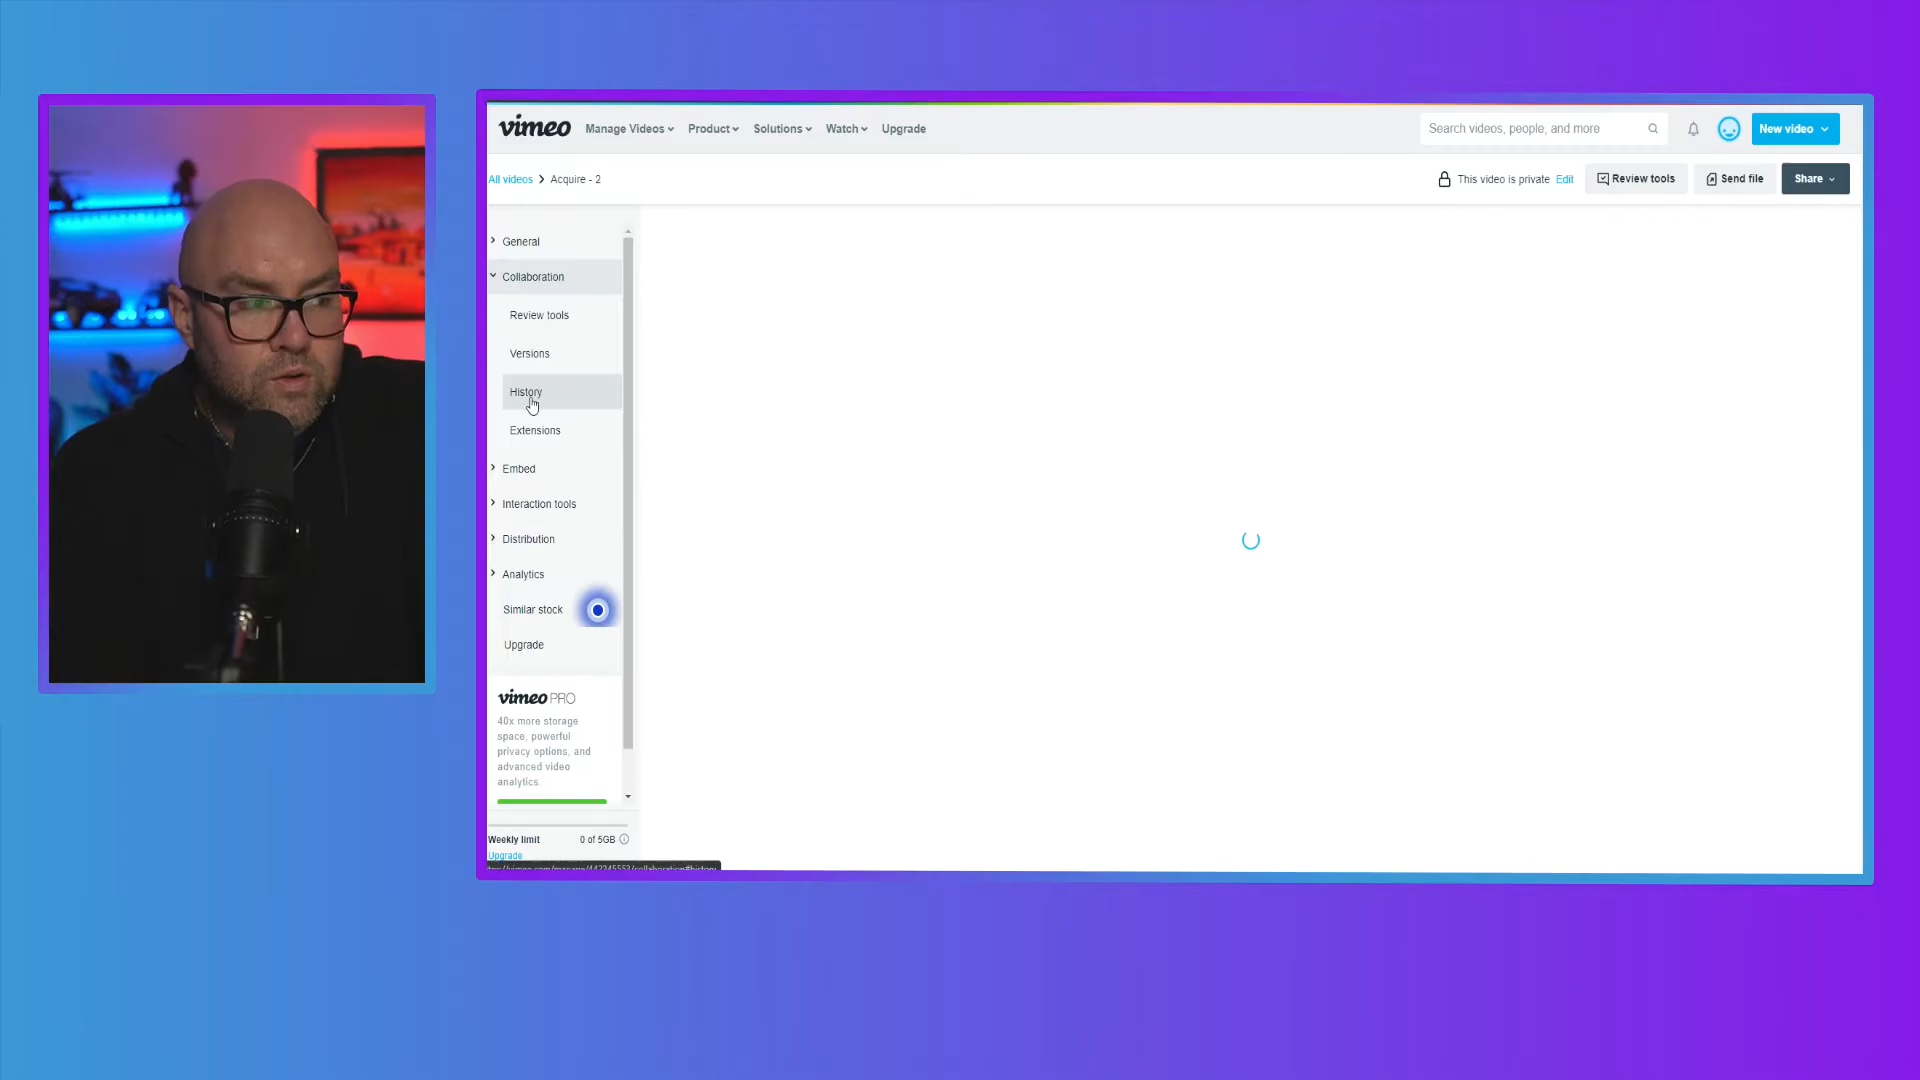 vimeo Manage Videos Product Solutions Watch Upgrade Search videos, people, and more New video
All videos > Acquire - 2 This video is private Edit Review tools Send file Share
General
Collaboration
Review tools
Versions
History
Extensions
Embed
Interaction tools
Distribution
Analytics
Similar stock
Upgrade
vimeo PRO
40x more storage
space, powerful
privacy options, and
advanced video
analytics.
Weekly limit 0 of 5GB
Upgrade